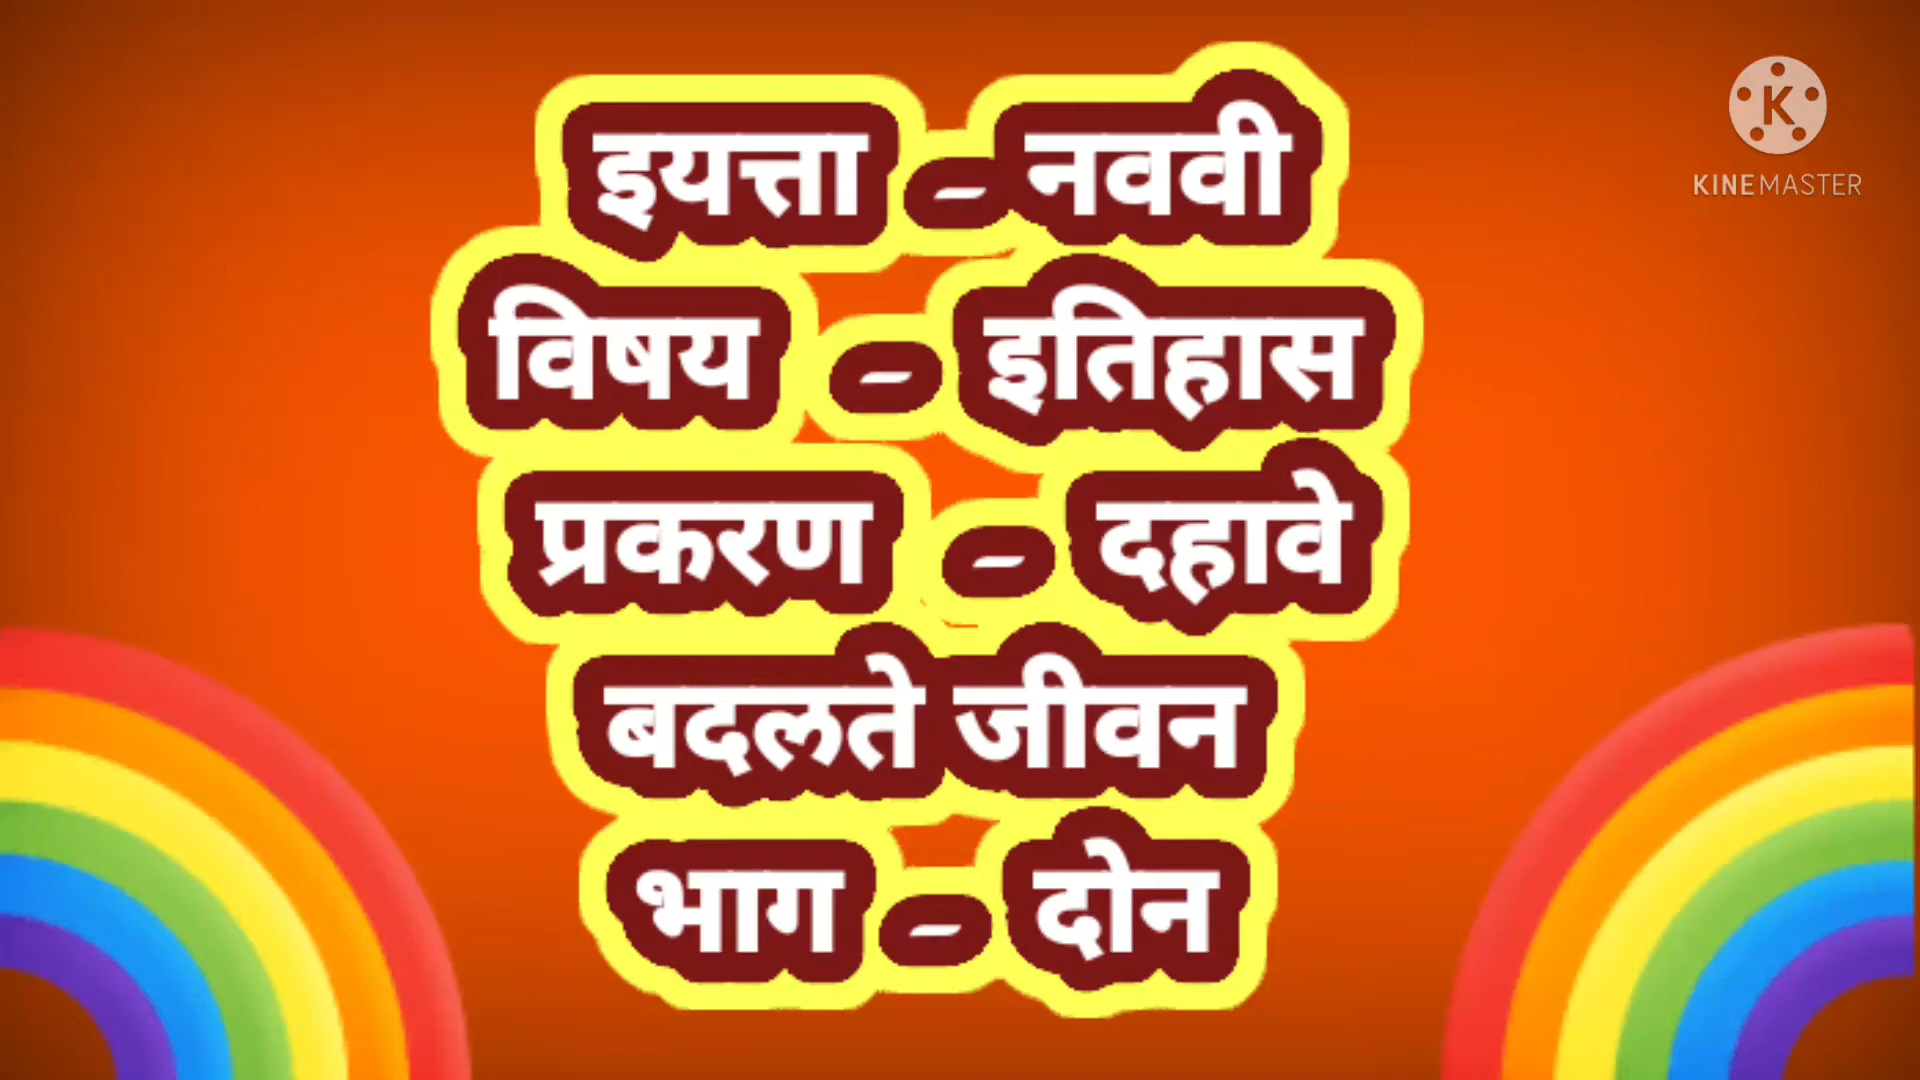 इयत्ता - नववी
विषय - इतिहास
प्रकरण - दहावे
बदलते जीवन
भाग - दोन
K
KINEMASTER